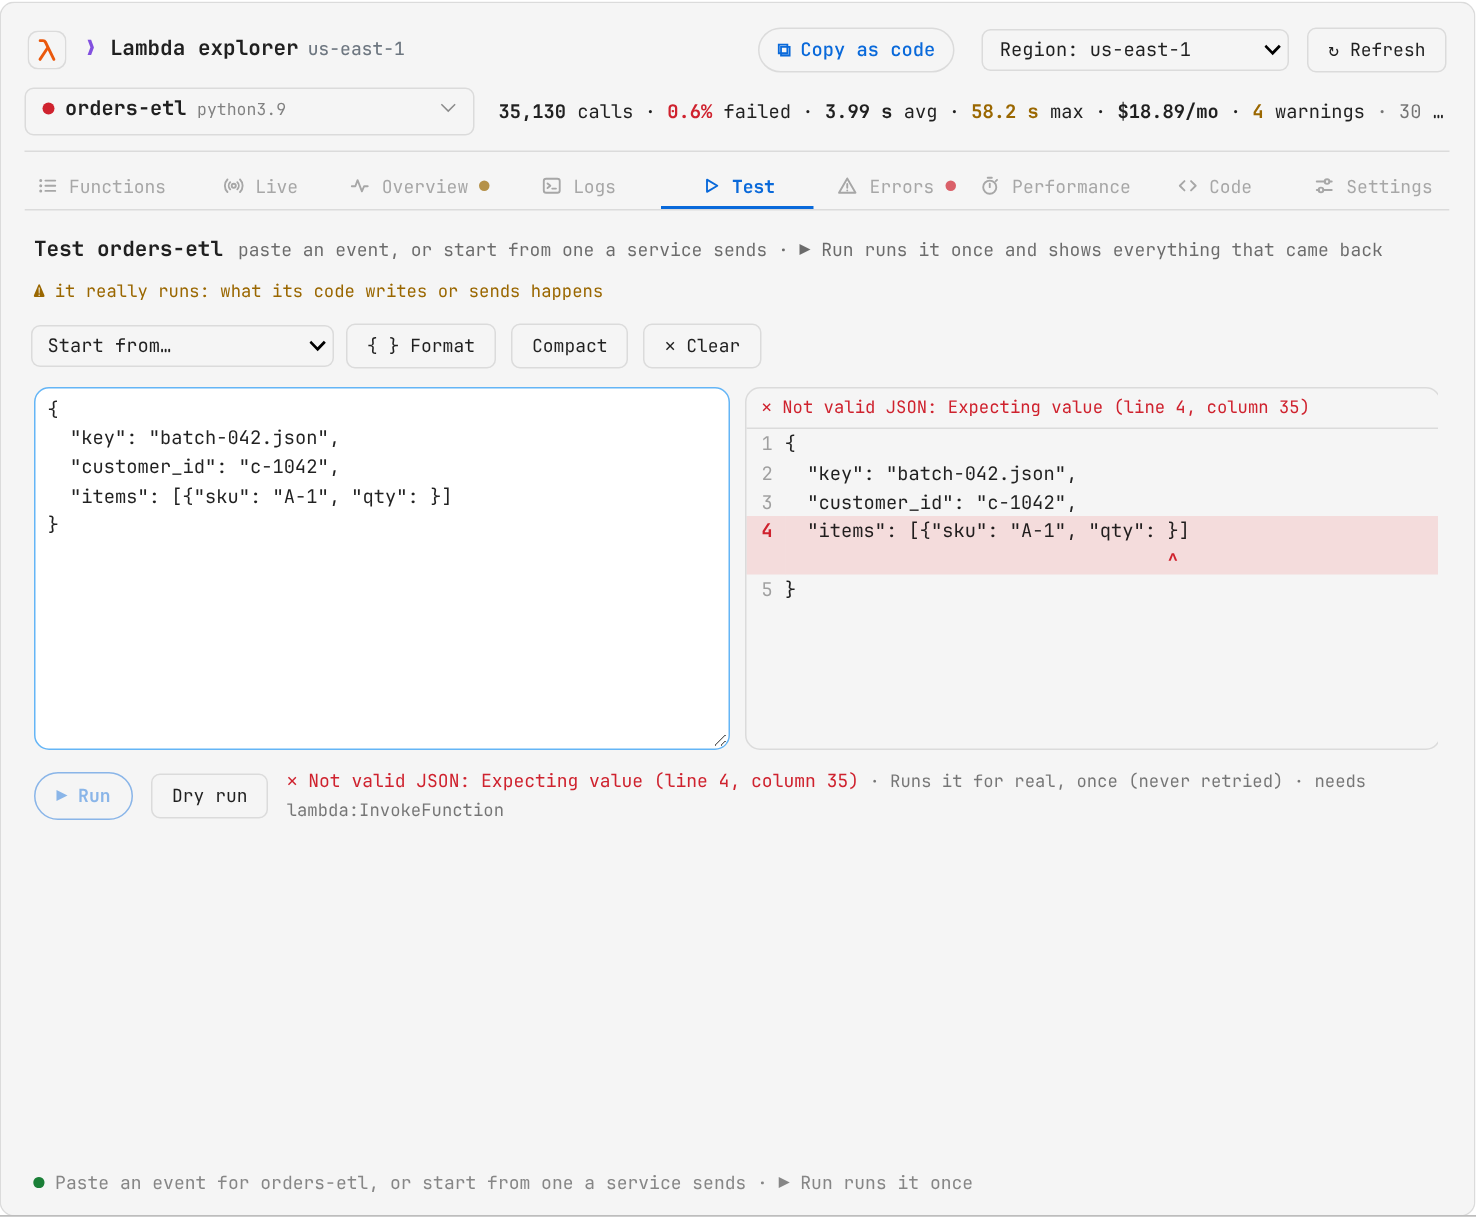 λ ❱ Lambda explorer us-east-1 ⧉ Copy as code Region: us-east-1 ↻ Refresh
● orders-etl python3.9 35,130 calls · 0.6% failed · 3.99 s avg · 58.2 s max · $18.89/mo · 4 warnings · 30 …
Functions Live Overview ● Logs Test Errors ● Performance Code Settings
Test orders-etl paste an event, or start from one a service sends · ▶ Run runs it once and shows everything that came back
⚠ it really runs: what its code writes or sends happens
Start from… { } Format Compact × Clear
{
  "key": "batch-042.json",
  "customer_id": "c-1042",
  "items": [{"sku": "A-1", "qty": }]
}
× Not valid JSON: Expecting value (line 4, column 35)
1 {
2   "key": "batch-042.json",
3   "customer_id": "c-1042",
4   "items": [{"sku": "A-1", "qty": }]
^
5 }
▶ Run Dry run × Not valid JSON: Expecting value (line 4, column 35) · Runs it for real, once (never retried) · needs
lambda:InvokeFunction
● Paste an event for orders-etl, or start from one a service sends · ▶ Run runs it once